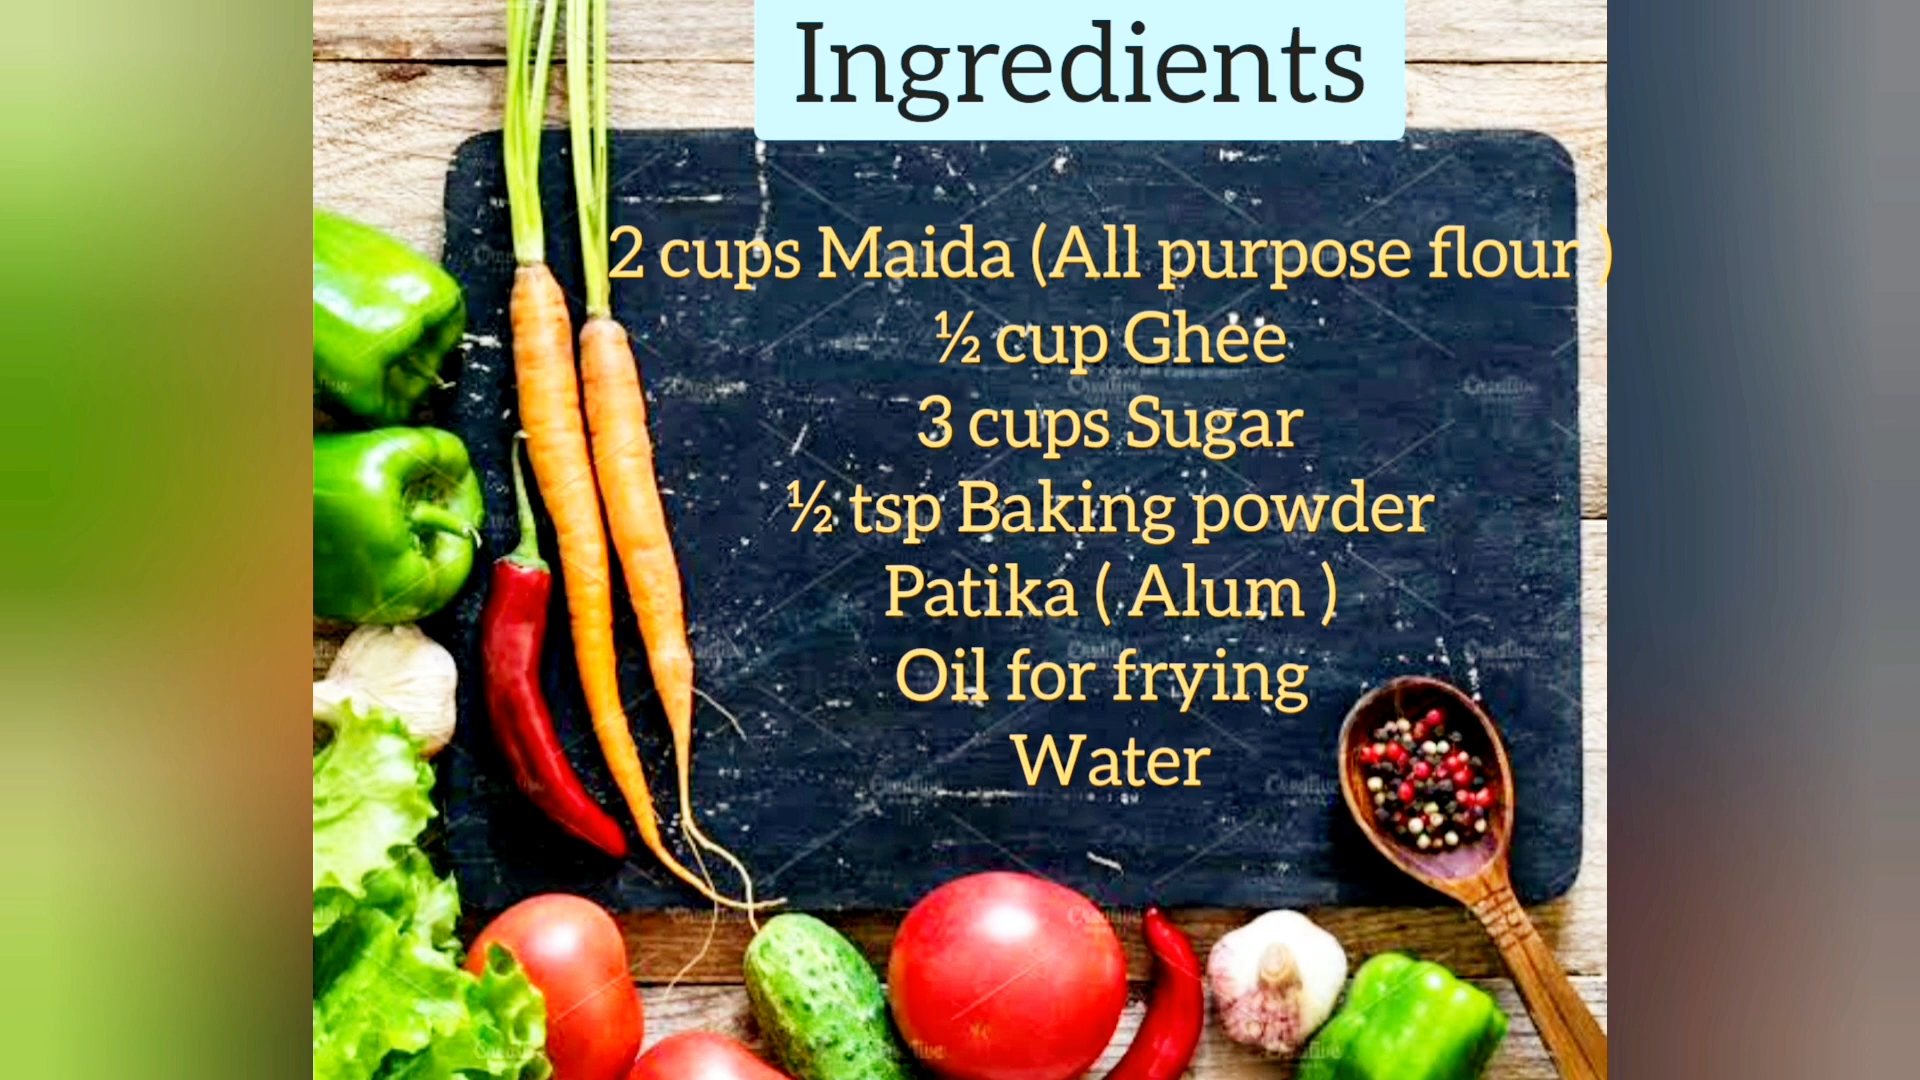 Ingredients
2 cups Maida (All purpose flour )
½ cup Ghee
3 cups Sugar
½ tsp Baking powder
Patika ( Alum )
Oil for frying
Water